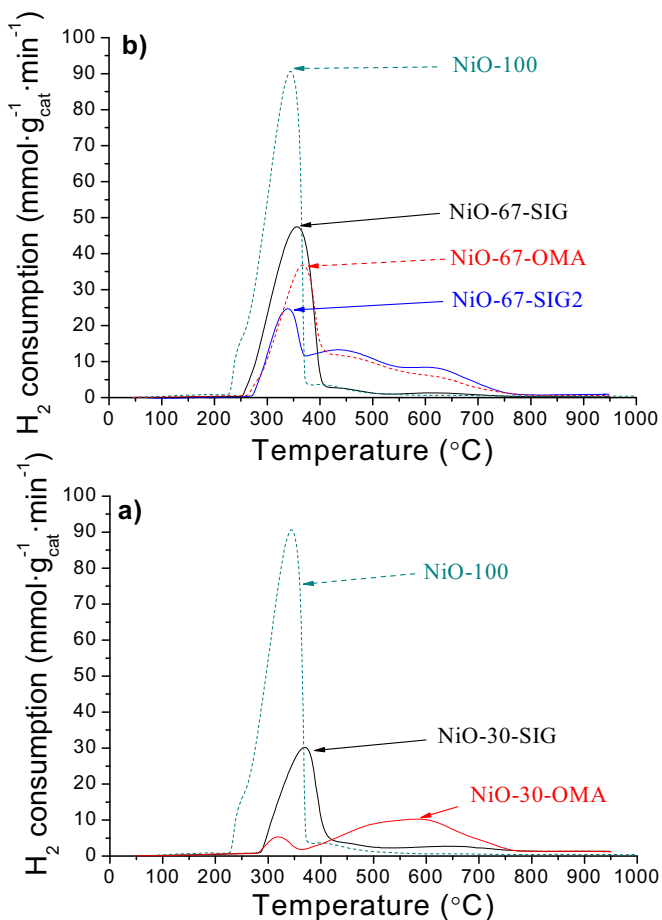 b)
NiO-100
NiO-67-SIG
NiO-67-OMA
NiO-67-SIG2
H₂ consumption (mmol·g⁻¹cat·min⁻¹)
100
90
80
70
60
50
40
30
20
10
0
0 100 200 300 400 500 600 700 800 900 1000
Temperature (°C)
a)
NiO-100
NiO-30-SIG
NiO-30-OMA
H₂ consumption (mmol·g⁻¹cat·min⁻¹)
100
90
80
70
60
50
40
30
20
10
0
0 100 200 300 400 500 600 700 800 900 1000
Temperature (°C)